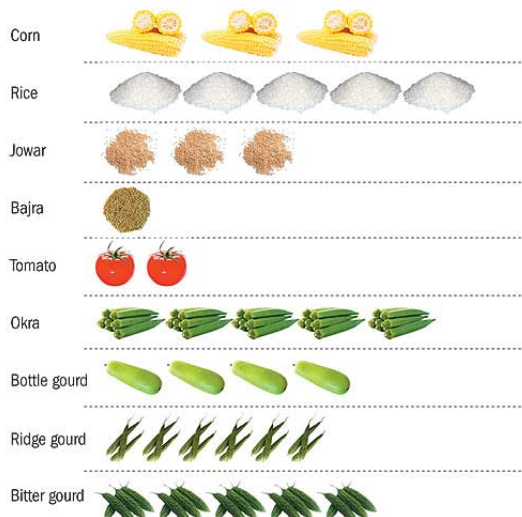 Corn
Rice
Jowar
Bajra
Tomato
Okra
Bottle gourd
Ridge gourd
Bitter gourd